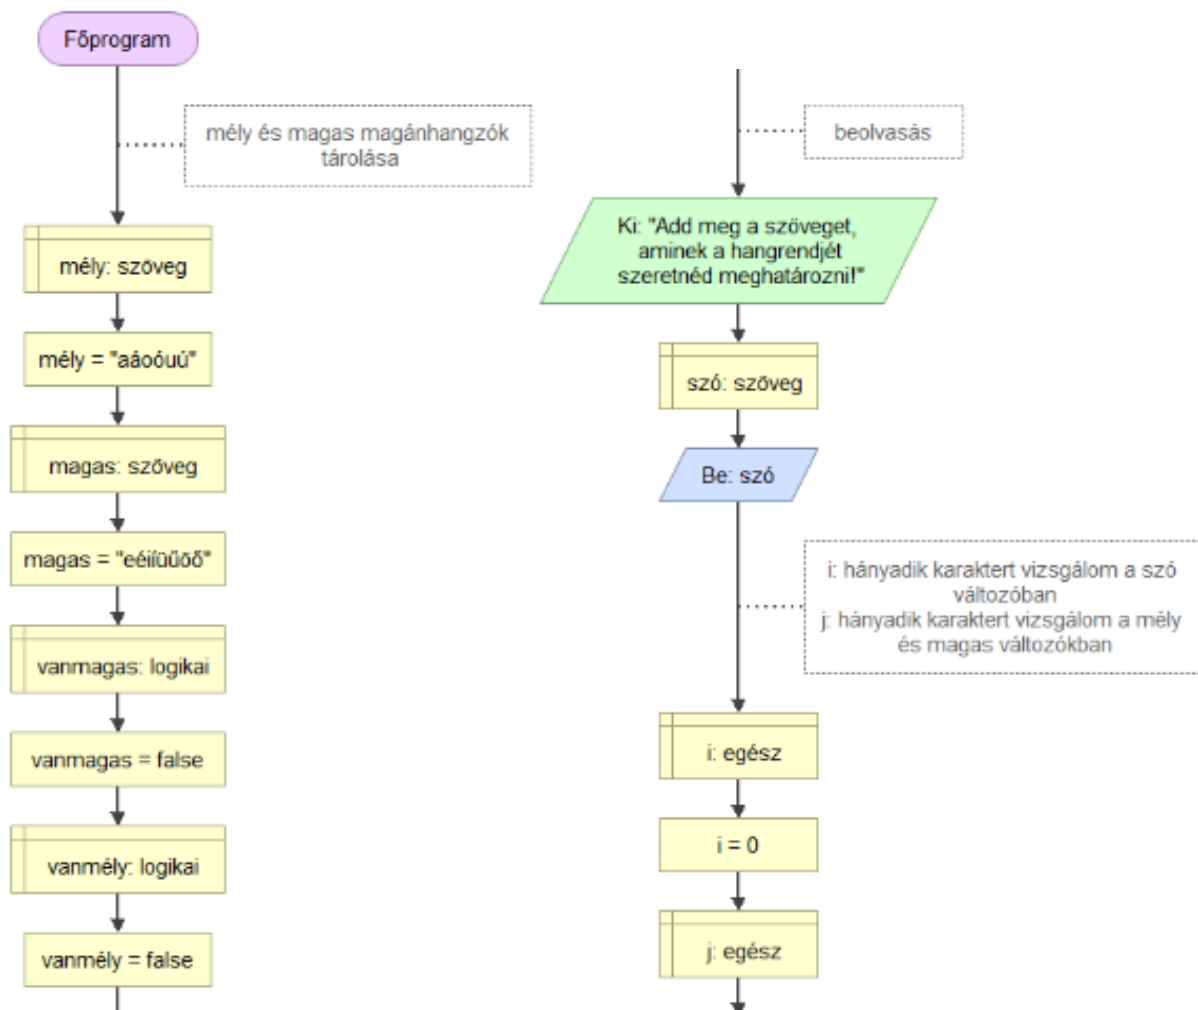 Főprogram
mély és magas magánhangzók
tárolása
mély: szöveg
mély = "aáoóuú"
magas: szöveg
magas = "eéiíüűöő"
vanmagas: logikai
vanmagas = false
vanmély: logikai
vanmély = false
beolvasás
Ki: "Add meg a szöveget,
aminek a hangrendjét
szeretnéd meghatározni!"
szó: szöveg
Be: szó
i: hányadik karaktert vizsgálom a szó
változóban
j: hányadik karaktert vizsgálom a mély
és magas változókban
i: egész
i = 0
j: egész